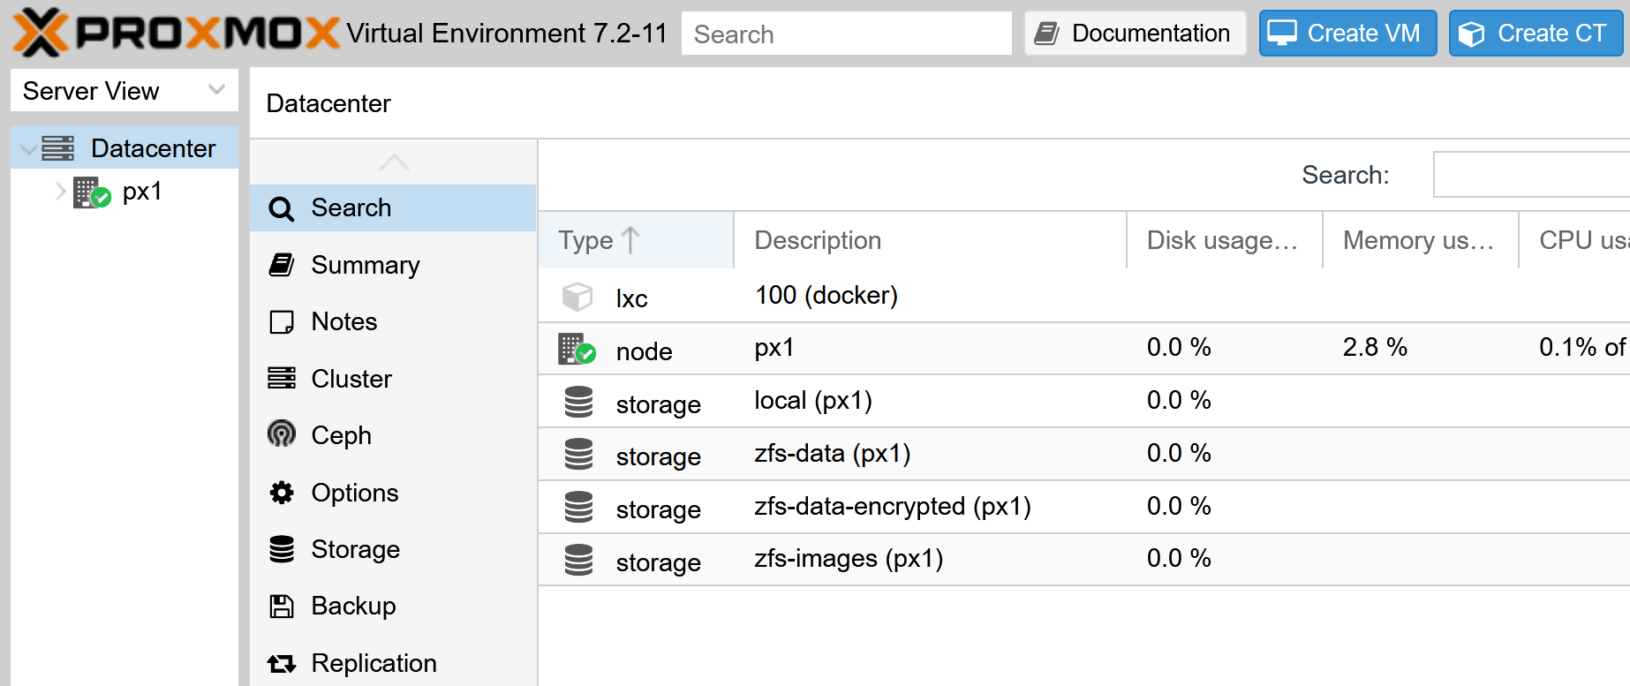 PROXMOX Virtual Environment 7.2-11 Search Documentation Create VM Create CT
Server View
Datacenter
px1
Datacenter
Search
Summary
Notes
Cluster
Ceph
Options
Storage
Backup
Replication
Search:
Type Description Disk usage... Memory us... CPU usa
lxc 100 (docker)
node px1 0.0 % 2.8 % 0.1% of
storage local (px1) 0.0 %
storage zfs-data (px1) 0.0 %
storage zfs-data-encrypted (px1) 0.0 %
storage zfs-images (px1) 0.0 %